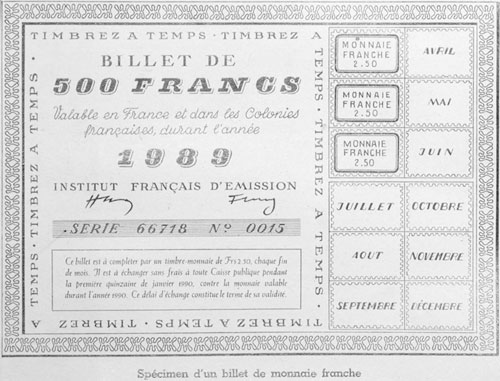 TIMBREZ A TEMPS · TIMBREZ A TEMPS · TIMBREZ A TEMPS · TIMBREZ A TEMPS · TIMBREZ A TEMPS · TIMBREZ A
BILLET DE
500 FRANCS
Valable en France et dans les Colonies
françaises, durant l'année
1989
INSTITUT FRANÇAIS D'EMISSION
· SERIE 66718 Nº 0015
Ce billet est à compléter par un timbre-monnaie de Frs 2.50, chaque fin
de mois. Il est à échanger sans frais à toute Caisse publique pendant
la première quinzaine de janvier 1990, contre la monnaie valable
durant l'année 1990. Ce délai d'échange constitue le terme de sa validité.
MONNAIE
FRANCHE
2.50
AVRIL
MONNAIE
FRANCHE
2.50
MAI
MONNAIE
FRANCHE
2.50
JUIN
JUILLET
OCTOBRE
AOUT
NOVEMBRE
SEPTEMBRE
DÉCEMBRE
Spécimen d'un billet de monnaie franche